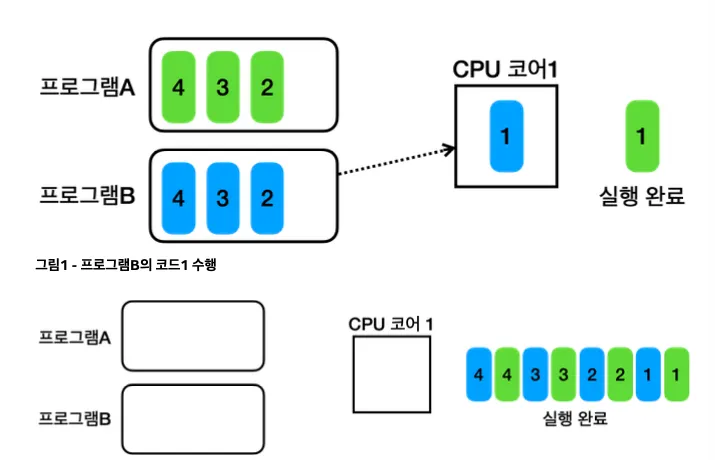 프로그램A
4 3 2
CPU 코어1
1
1
실행 완료
프로그램B
4 3 2
그림1 - 프로그램B의 코드1 수행
프로그램A
CPU 코어 1
4 4 3 3 2 2 1 1
실행 완료
프로그램B